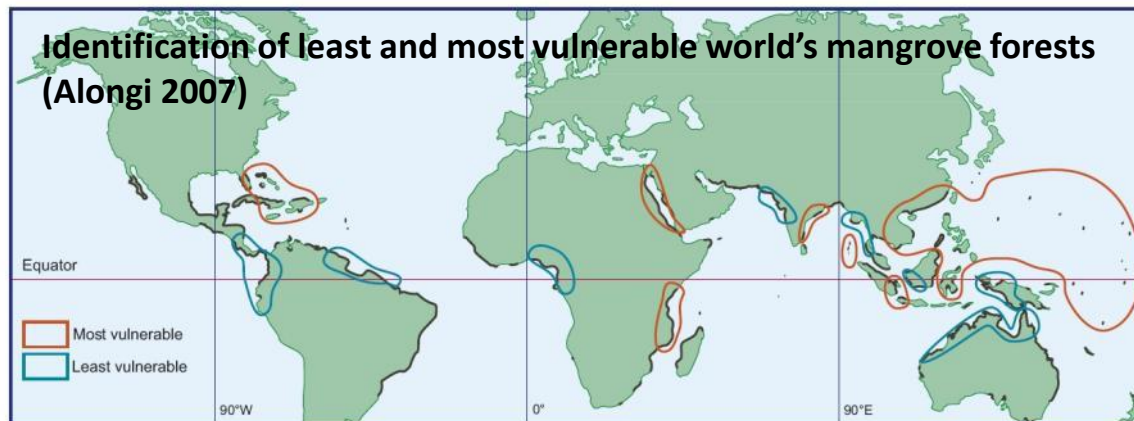 Identification of least and most vulnerable world's mangrove forests
(Alongi 2007)
Equator
Most vulnerable
Least vulnerable
90°W
0°
90°E